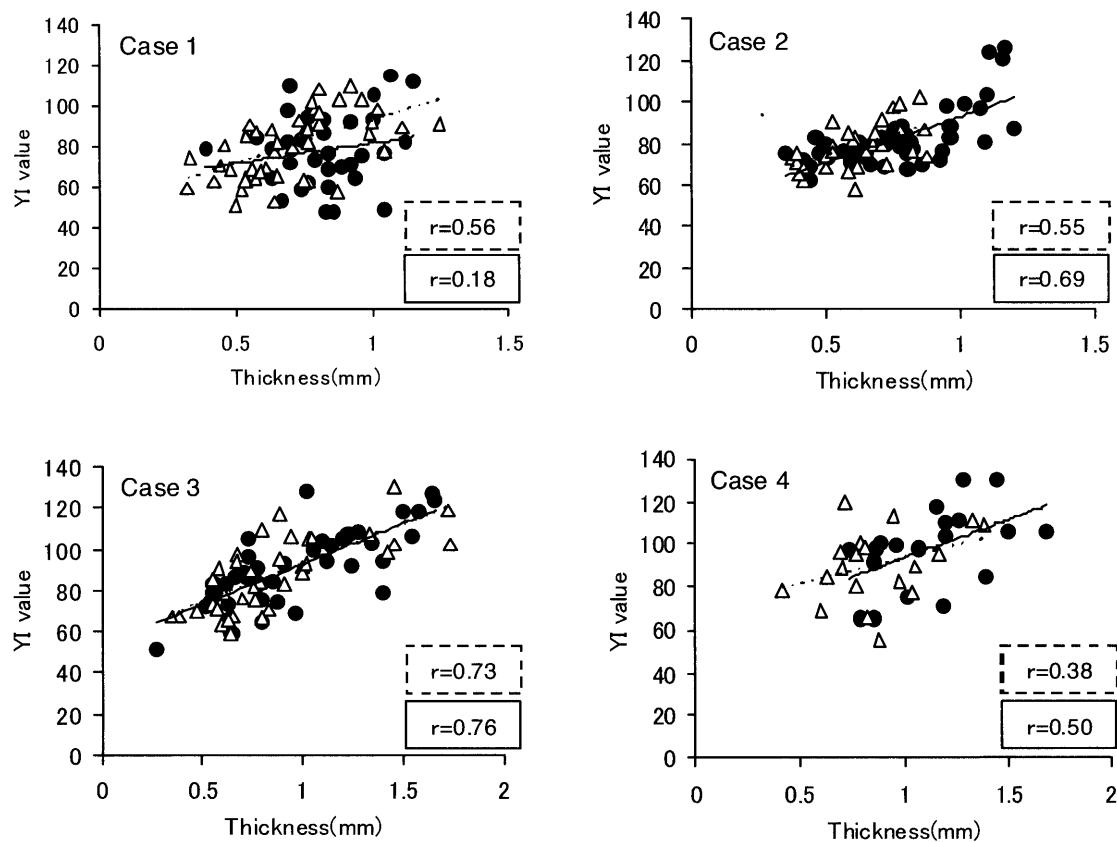 Case 1
140
120
100
80
60
40
20
0
YI value
r=0.56
r=0.18
0
0.5
1
1.5
Thickness(mm)
Case 2
140
120
100
80
60
40
20
0
YI value
r=0.55
r=0.69
0
0.5
1
1.5
Thickness(mm)
Case 3
140
120
100
80
60
40
20
0
YI value
r=0.73
r=0.76
0
0.5
1
1.5
2
Thickness(mm)
Case 4
140
120
100
80
60
40
20
0
YI value
r=0.38
r=0.50
0
0.5
1
1.5
2
Thickness(mm)